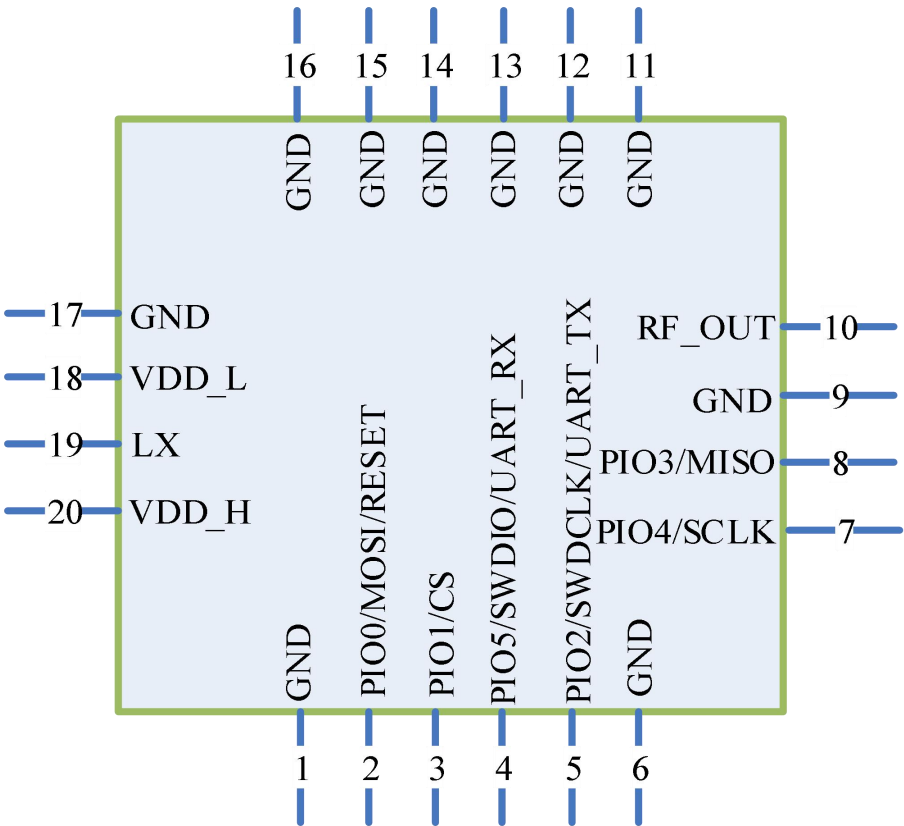 16 15 14 13 12 11
GND GND GND GND GND GND
17 GND
18 VDD_L
19 LX
20 VDD_H
RF_OUT 10
GND 9
PIO3/MISO 8
PIO4/SCLK 7
GND
PIO0/MOSI/RESET
PIO1/CS
PIO5/SWDIO/UART_RX
PIO2/SWDCLK/UART_TX
GND
1 2 3 4 5 6